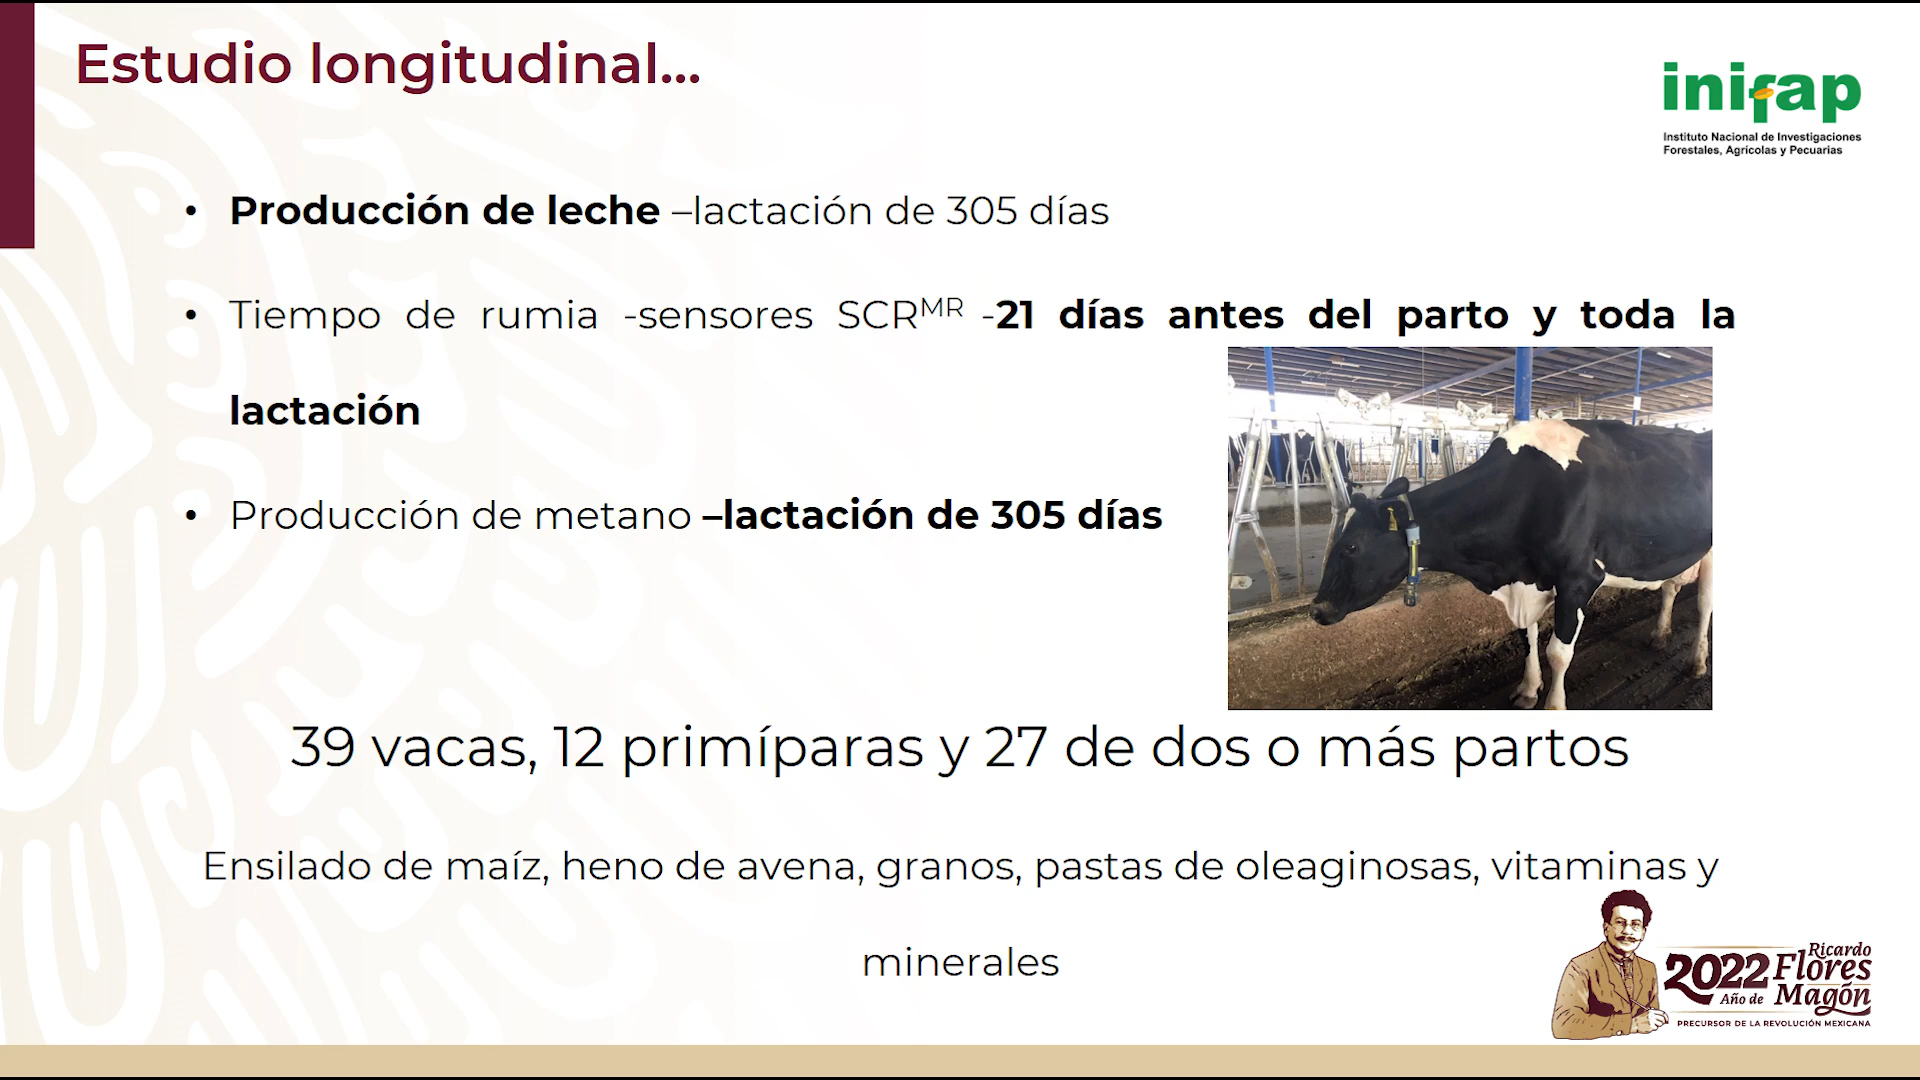 Estudio longitudinal...
inifap
Instituto Nacional de Investigaciones
Forestales, Agrícolas y Pecuarias
• Producción de leche –lactación de 305 días
• Tiempo de rumia -sensores SCRᴹᴿ -21 días antes del parto y toda la
lactación
• Producción de metano –lactación de 305 días
39 vacas, 12 primíparas y 27 de dos o más partos
Ensilado de maíz, heno de avena, granos, pastas de oleaginosas, vitaminas y
minerales
2022
Año de
Ricardo
Flores
Magón
PRECURSOR DE LA REVOLUCIÓN MEXICANA